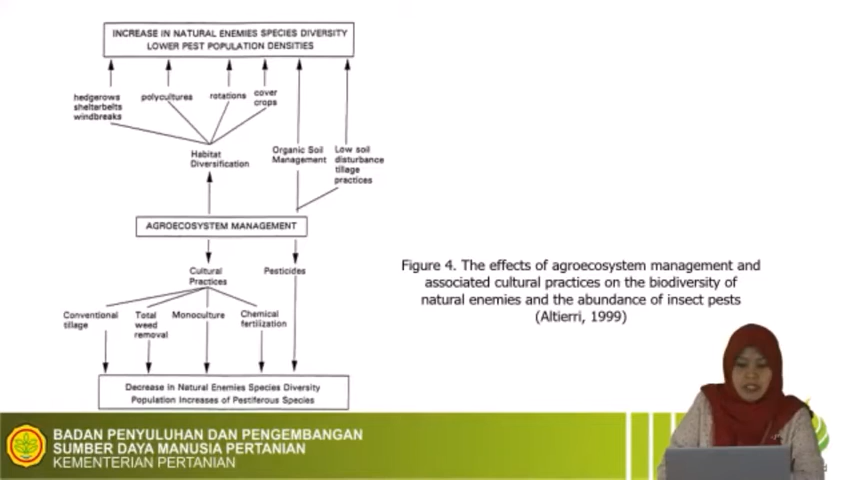 INCREASE IN NATURAL ENEMIES SPECIES DIVERSITY
LOWER PEST POPULATION DENSITIES
hedgerows
shelterbelts
windbreaks
polycultures
rotations
cover
crops
Habitat
Diversification
Organic Soil
Management
Low soil
disturbance
tillage
practices
AGROECOSYSTEM MANAGEMENT
Cultural
Practices
Pesticides
Conventional
tillage
Total
weed
removal
Monoculture
Chemical
fertilization
Decrease in Natural Enemies Species Diversity
Population Increases of Pestiferous Species
Figure 4. The effects of agroecosystem management and
associated cultural practices on the biodiversity of
natural enemies and the abundance of insect pests
(Altierri, 1999)
BADAN PENYULUHAN DAN PENGEMBANGAN
SUMBER DAYA MANUSIA PERTANIAN
KEMENTERIAN PERTANIAN